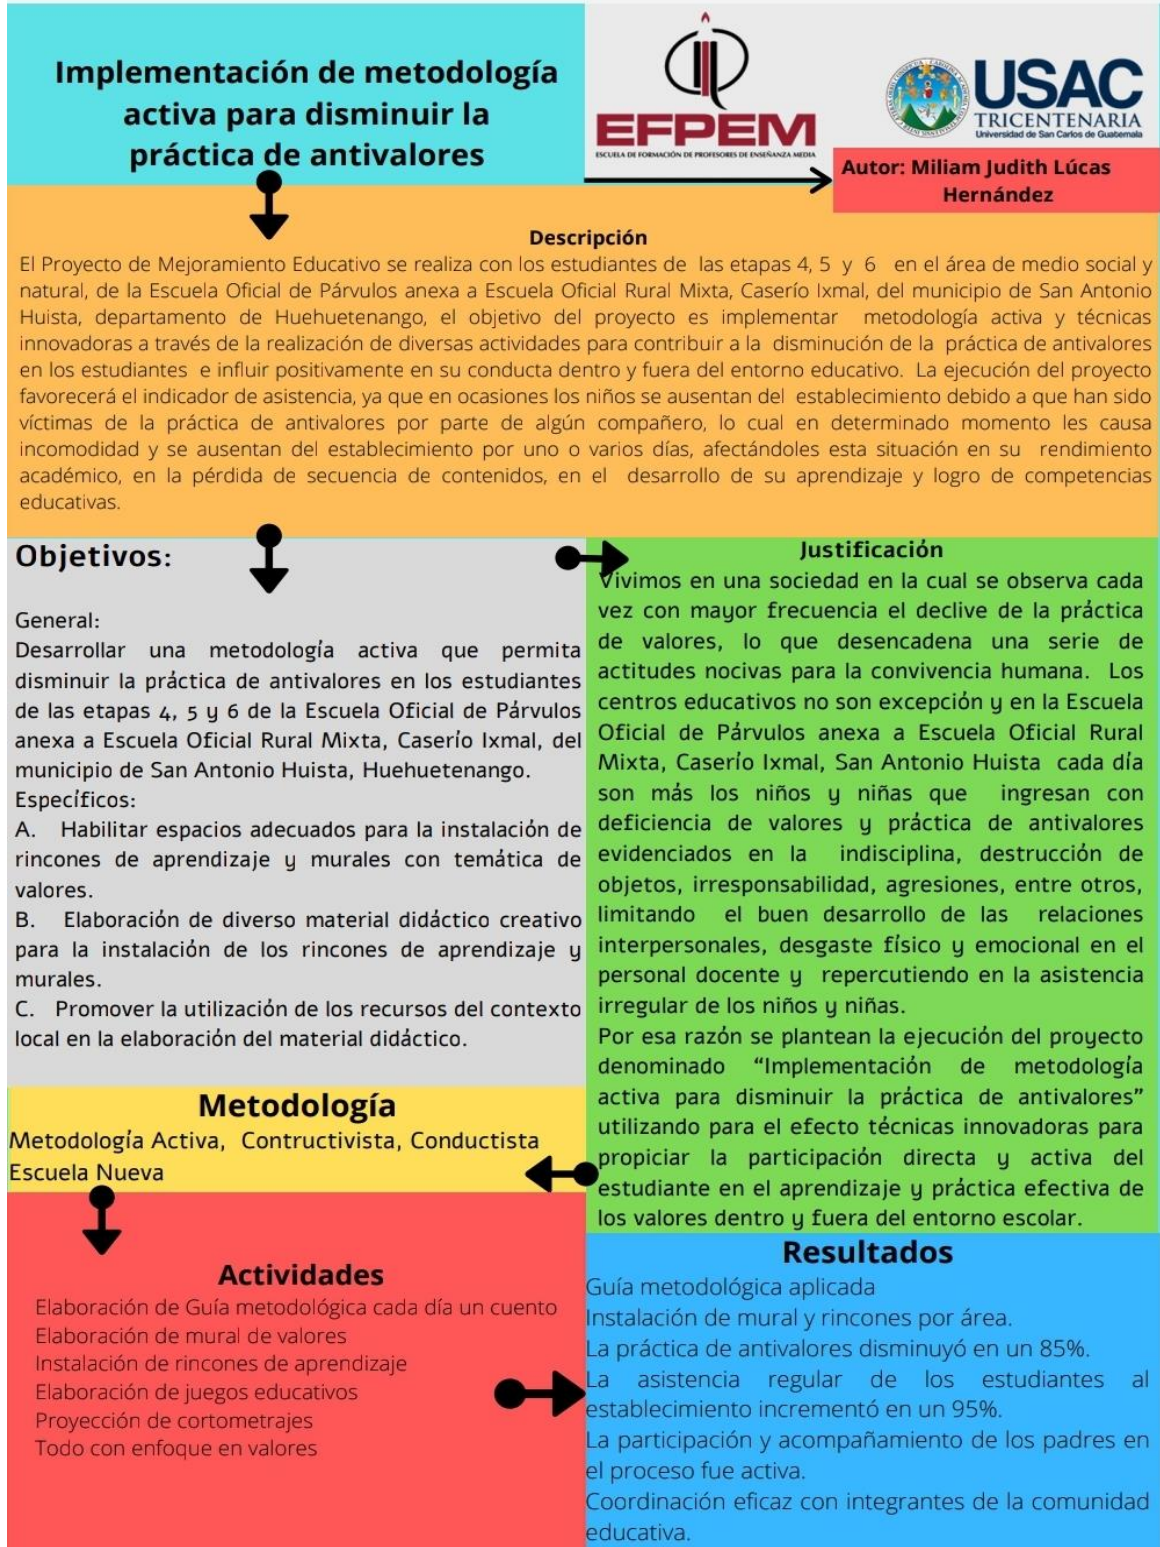 Implementación de metodología
activa para disminuir la
práctica de antivalores
EFPEM
ESCUELA DE FORMACIÓN DE PROFESORES DE ENSEÑANZA MEDIA
USAC
TRICENTENARIA
Universidad de San Carlos de Guatemala
Autor: Miliam Judith Lúcas
Hernández
Descripción
El Proyecto de Mejoramiento Educativo se realiza con los estudiantes de las etapas 4, 5 y 6 en el área de medio social y
natural, de la Escuela Oficial de Párvulos anexa a Escuela Oficial Rural Mixta, Caserío Ixmal, del municipio de San Antonio
Huista, departamento de Huehuetenango, el objetivo del proyecto es implementar metodología activa y técnicas
innovadoras a través de la realización de diversas actividades para contribuir a la disminución de la práctica de antivalores
en los estudiantes e influir positivamente en su conducta dentro y fuera del entorno educativo. La ejecución del proyecto
favorecerá el indicador de asistencia, ya que en ocasiones los niños se ausentan del establecimiento debido a que han sido
víctimas de la práctica de antivalores por parte de algún compañero, lo cual en determinado momento les causa
incomodidad y se ausentan del establecimiento por uno o varios días, afectándoles esta situación en su rendimiento
académico, en la pérdida de secuencia de contenidos, en el desarrollo de su aprendizaje y logro de competencias
educativas.
Objetivos:
General:
Desarrollar una metodología activa que permita
disminuir la práctica de antivalores en los estudiantes
de las etapas 4, 5 y 6 de la Escuela Oficial de Párvulos
anexa a Escuela Oficial Rural Mixta, Caserío Ixmal, del
municipio de San Antonio Huista, Huehuetenango.
Específicos:
A. Habilitar espacios adecuados para la instalación de
rincones de aprendizaje y murales con temática de
valores.
B. Elaboración de diverso material didáctico creativo
para la instalación de los rincones de aprendizaje y
murales.
C. Promover la utilización de los recursos del contexto
local en la elaboración del material didáctico.
Justificación
Vivimos en una sociedad en la cual se observa cada
vez con mayor frecuencia el declive de la práctica
de valores, lo que desencadena una serie de
actitudes nocivas para la convivencia humana. Los
centros educativos no son excepción y en la Escuela
Oficial de Párvulos anexa a Escuela Oficial Rural
Mixta, Caserío Ixmal, San Antonio Huista cada día
son más los niños y niñas que ingresan con
deficiencia de valores y práctica de antivalores
evidenciados en la indisciplina, destrucción de
objetos, irresponsabilidad, agresiones, entre otros,
limitando el buen desarrollo de las relaciones
interpersonales, desgaste físico y emocional en el
personal docente y repercutiendo en la asistencia
irregular de los niños y niñas.
Por esa razón se plantean la ejecución del proyecto
denominado “Implementación de metodología
activa para disminuir la práctica de antivalores”
utilizando para el efecto técnicas innovadoras para
propiciar la participación directa y activa del
estudiante en el aprendizaje y práctica efectiva de
los valores dentro y fuera del entorno escolar.
Metodología
Metodología Activa, Contructivista, Conductista
Escuela Nueva
Actividades
Elaboración de Guía metodológica cada día un cuento
Elaboración de mural de valores
Instalación de rincones de aprendizaje
Elaboración de juegos educativos
Proyección de cortometrajes
Todo con enfoque en valores
Resultados
Guía metodológica aplicada
Instalación de mural y rincones por área.
La práctica de antivalores disminuyó en un 85%.
La asistencia regular de los estudiantes al
establecimiento incrementó en un 95%.
La participación y acompañamiento de los padres en
el proceso fue activa.
Coordinación eficaz con integrantes de la comunidad
educativa.